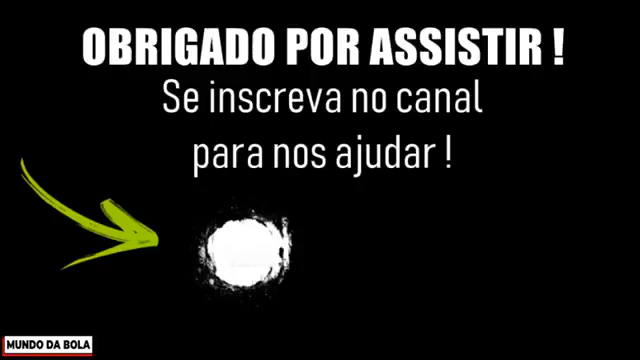 OBRIGADO POR ASSISTIR !
Se inscreva no canal
para nos ajudar !
MUNDO DA BOLA